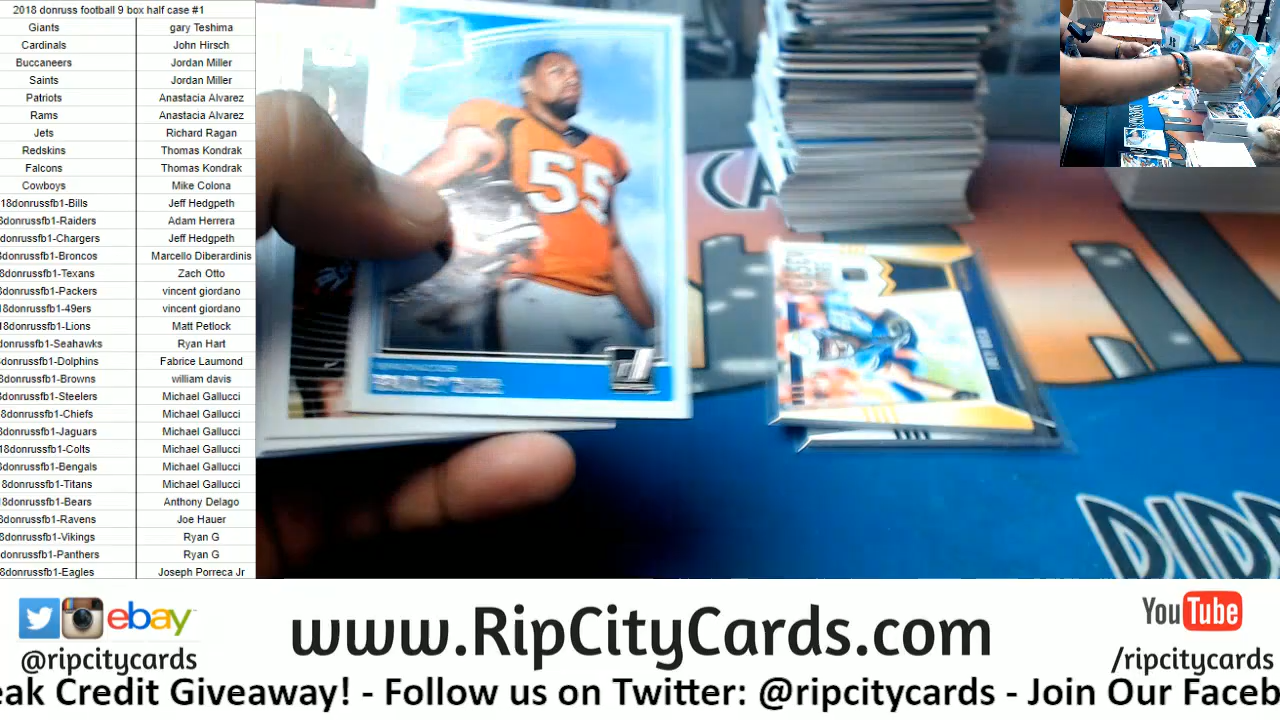 2018 donruss football 9 box half case #1
Giants gary Teshima
Cardinals John Hirsch
Buccaneers Jordan Miller
Saints Jordan Miller
Patriots Anastacia Alvarez
Rams Anastacia Alvarez
Jets Richard Ragan
Redskins Thomas Kondrak
Falcons Thomas Kondrak
Cowboys Mike Colona
18donrussfb1-Bills Jeff Hedgpeth
8donrussfb1-Raiders Adam Herrera
donrussfb1-Chargers Jeff Hedgpeth
8donrussfb1-Broncos Marcello Diberardinis
8donrussfb1-Texans Zach Otto
8donrussfb1-Packers vincent giordano
18donrussfb1-49ers vincent giordano
18donrussfb1-Lions Matt Petlock
donrussfb1-Seahawks Ryan Hart
8donrussfb1-Dolphins Fabrice Laumond
8donrussfb1-Browns william davis
8donrussfb1-Steelers Michael Gallucci
8donrussfb1-Chiefs Michael Gallucci
8donrussfb1-Jaguars Michael Gallucci
18donrussfb1-Colts Michael Gallucci
8donrussfb1-Bengals Michael Gallucci
18donrussfb1-Titans Michael Gallucci
18donrussfb1-Bears Anthony Delago
8donrussfb1-Ravens Joe Hauer
8donrussfb1-Vikings Ryan G
donrussfb1-Panthers Ryan G
8donrussfb1-Eagles Joseph Porreca Jr
55
ebay
@ripcitycards
www.RipCityCards.com
YouTube
/ripcitycards
eak Credit Giveaway! - Follow us on Twitter: @ripcitycards - Join Our Faceb